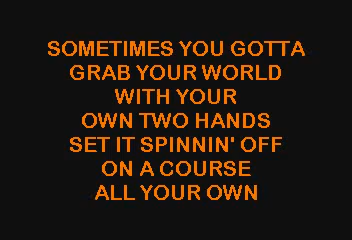 SOMETIMES YOU GOTTA
GRAB YOUR WORLD
WITH YOUR
OWN TWO HANDS
SET IT SPINNIN' OFF
ON A COURSE
ALL YOUR OWN